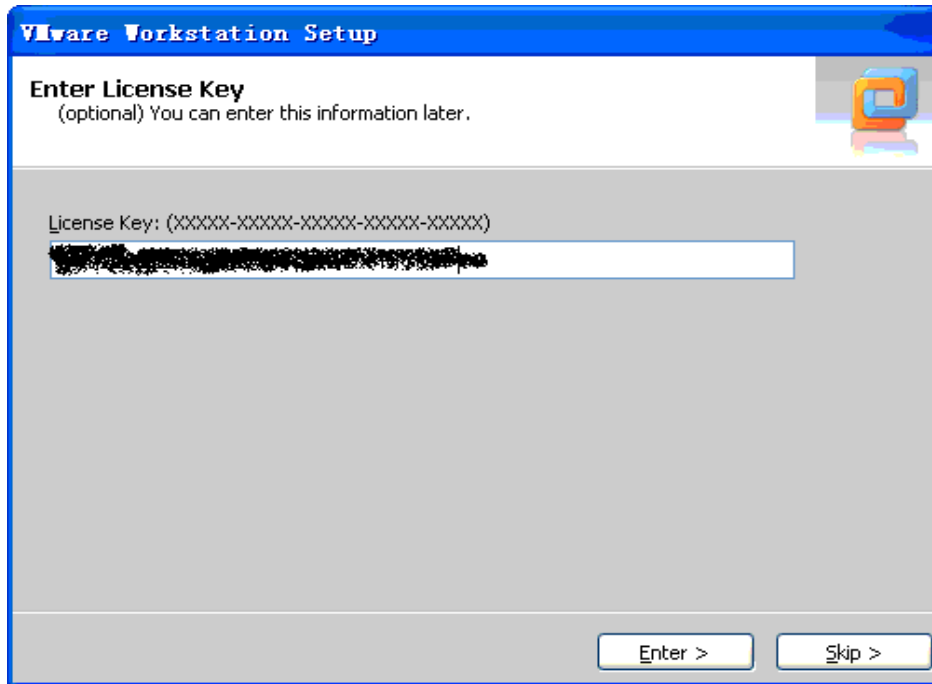 VMware Workstation Setup
Enter License Key
(optional) You can enter this information later.
License Key: (XXXXX-XXXXX-XXXXX-XXXXX-XXXXX)
Enter >
Skip >